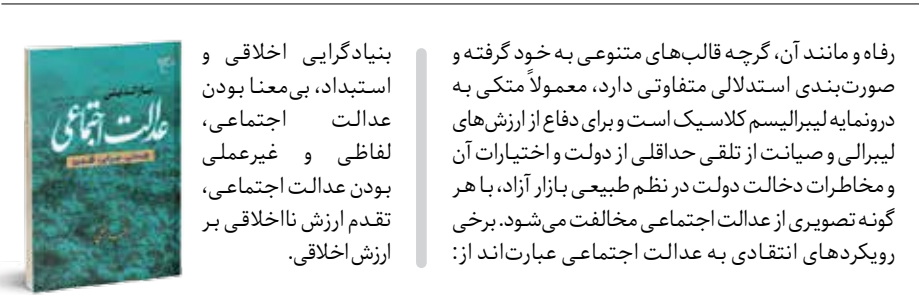 رفاه و مانند آن، گرچه قالب‌های متنوعی به خود گرفته و
صورت‌بندی استدلالی متفاوتی دارد، معمولاً متکی به
درونمایه لیبرالیسم کلاسیک است و برای دفاع از ارزش‌های
لیبرالی و صیانت از تلقی حداقلی از دولت و اختیارات آن
و مخاطرات دخالت دولت در نظم طبیعی بازار آزاد، با هر
گونه تصویری از عدالت اجتماعی مخالفت می‌شود. برخی
رویکردهای انتقادی به عدالت اجتماعی عبارت‌اند از:
بنیادگرایی اخلاقی و
استبداد، بی‌معنا بودن
عدالت اجتماعی،
لفاظی و غیرعملی
بودن عدالت اجتماعی،
تقدم ارزش نااخلاقی بر
ارزش اخلاقی.
بازاندیشی
عدالت اجتماعی